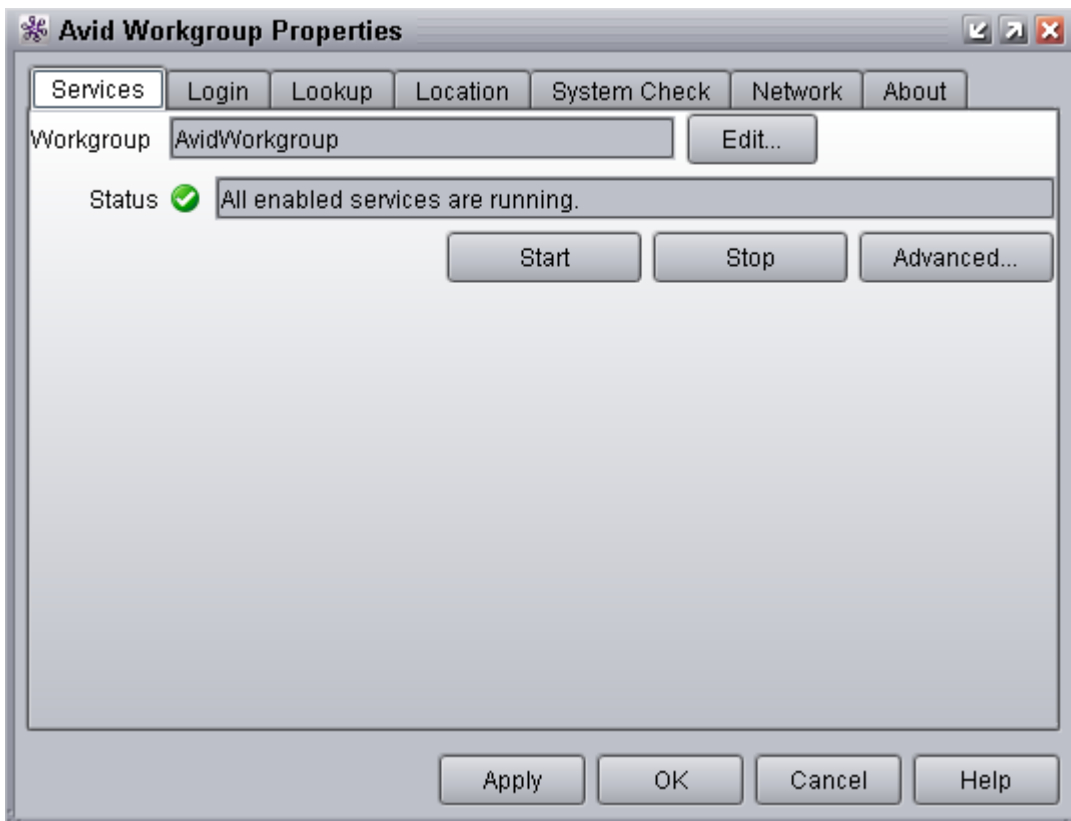 Avid Workgroup Properties
Services Login Lookup Location System Check Network About
Workgroup AvidWorkgroup Edit...
Status All enabled services are running.
Start Stop Advanced...
Apply OK Cancel Help